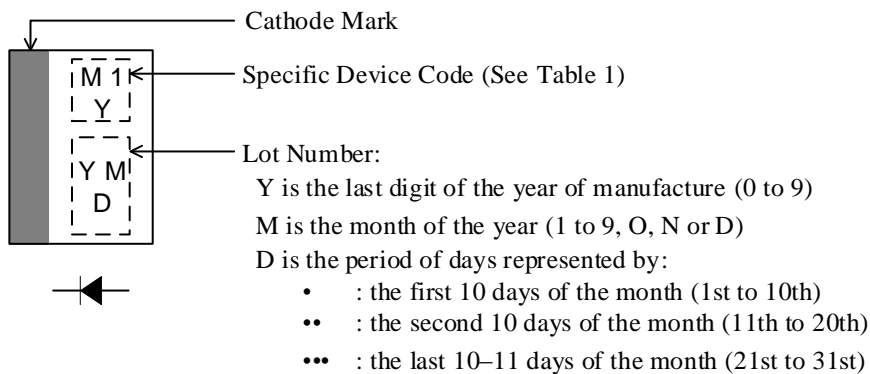 Cathode Mark
M 1
Y
Specific Device Code (See Table 1)
Y M
D
Lot Number:
Y is the last digit of the year of manufacture (0 to 9)
M is the month of the year (1 to 9, O, N or D)
D is the period of days represented by:
• : the first 10 days of the month (1st to 10th)
•• : the second 10 days of the month (11th to 20th)
••• : the last 10–11 days of the month (21st to 31st)